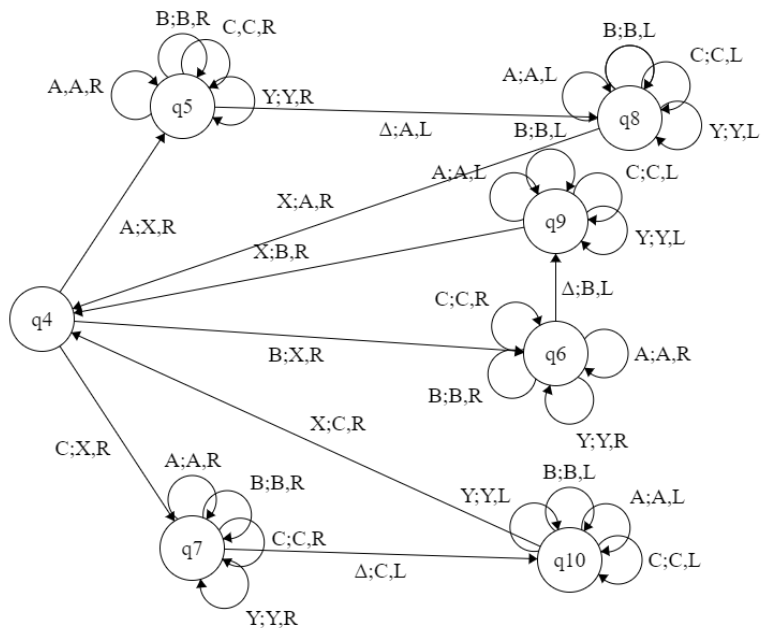 B;B,R
C,C,R
A,A,R
Y;Y,R
q5
Δ;A,L
B;B,L
C;C,L
A;A,L
Y;Y,L
q8
B;B,L
A;A,L
C;C,L
Y;Y,L
q9
X;A,R
X;B,R
A;X,R
q4
Δ;B,L
C;C,R
A;A,R
B;B,R
Y;Y,R
q6
B;X,R
X;C,R
C;X,R
A;A,R
B;B,R
C;C,R
Y;Y,R
q7
Δ;C,L
B;B,L
Y;Y,L
A;A,L
C;C,L
q10